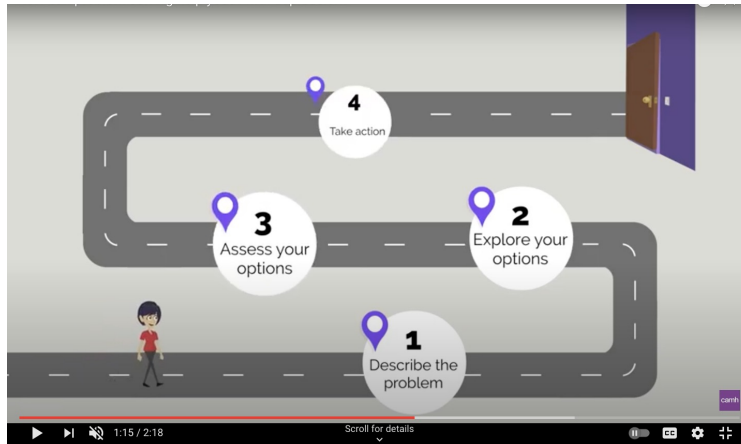 4
Take action
3
Assess your
options
2
Explore your
options
1
Describe the
problem
camh
1:15 / 2:18
Scroll for details
CC